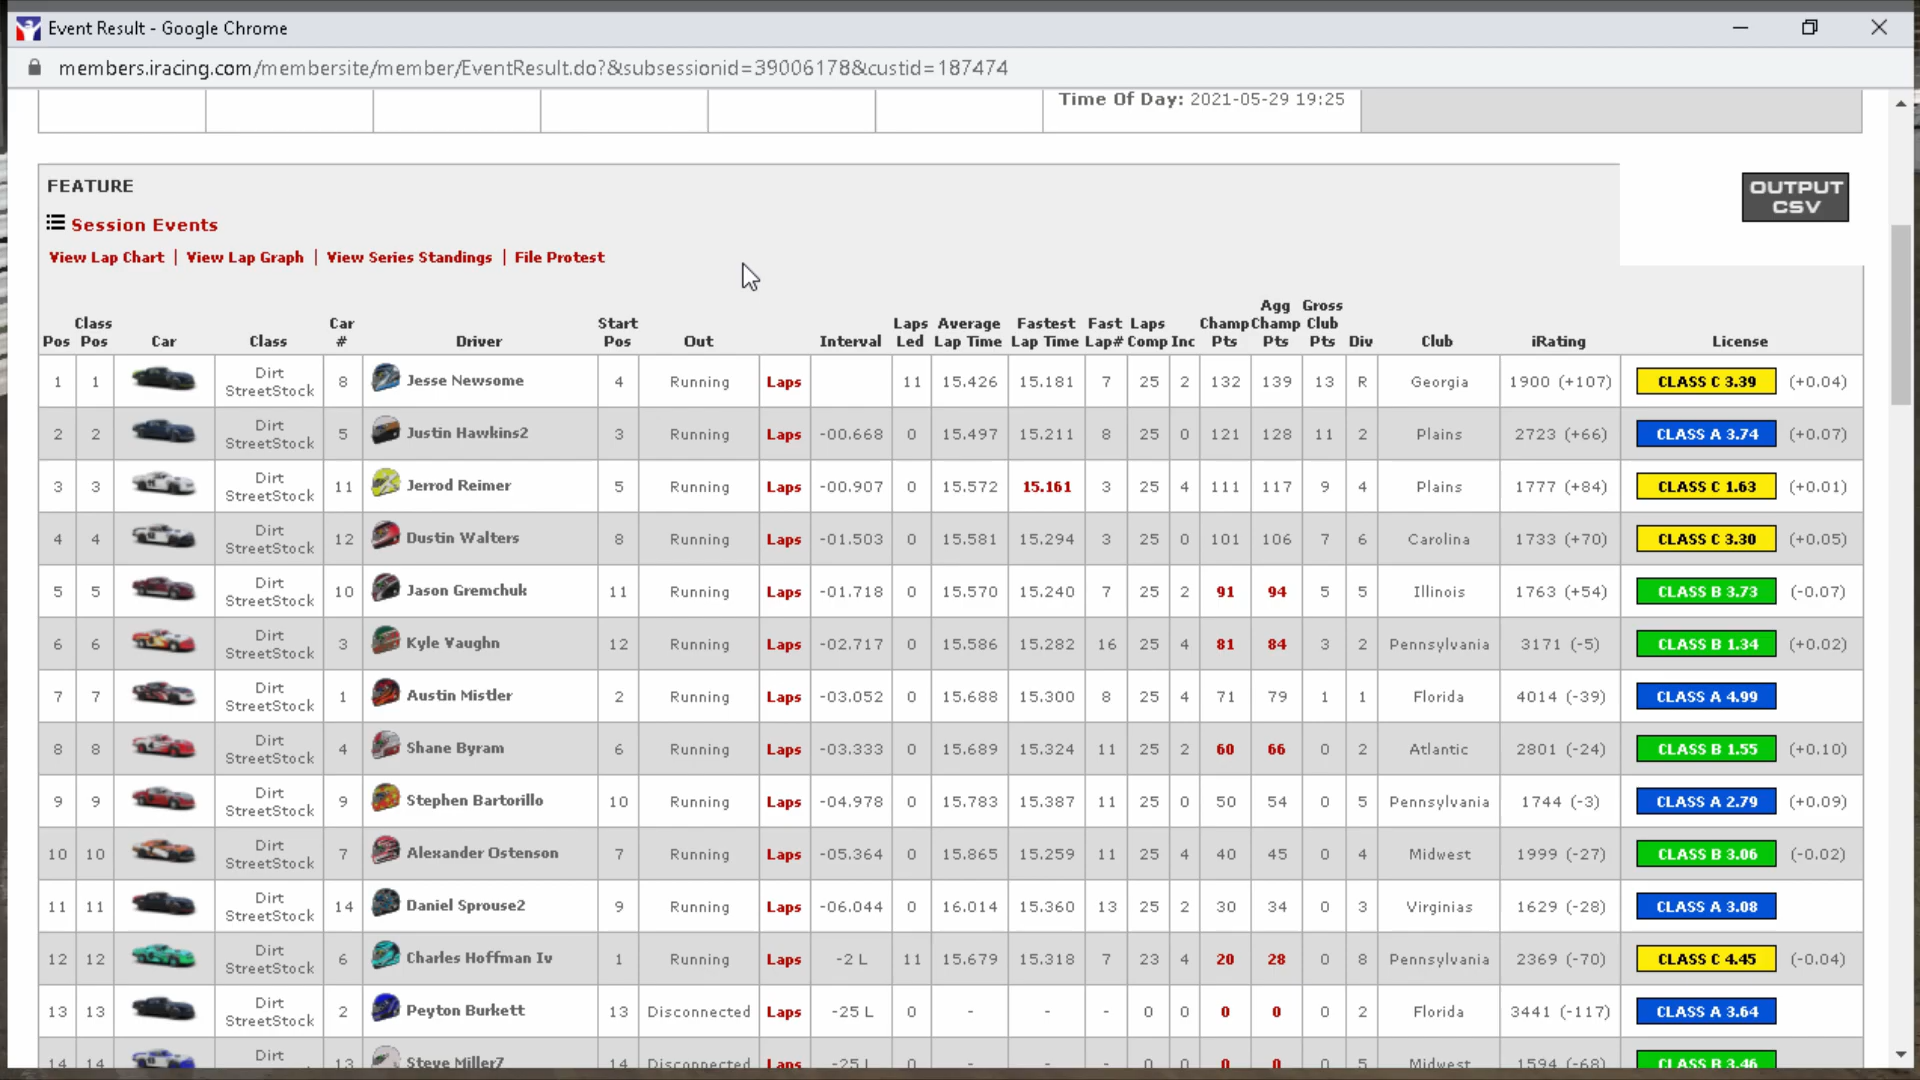 Event Result - Google Chrome
members.iracing.com/membersite/member/EventResult.do?&subsessionid=39006178&custid=187474
Time Of Day: 2021-05-29 19:25
FEATURE
OUTPUT CSV
Session Events
View Lap Chart | View Lap Graph | View Series Standings | File Protest
Pos Class Pos Car Class Car # Driver Start Pos Out Interval Laps Led Average Lap Time Fastest Lap Time Fast Lap# Laps Comp Inc Champ Pts Agg Champ Pts Gross Club Pts Div Club iRating License
1 1 Dirt StreetStock 8 Jesse Newsome 4 Running Laps 11 15.426 15.181 7 25 2 132 139 13 R Georgia 1900 (+107) CLASS C 3.39 (+0.04)
2 2 Dirt StreetStock 5 Justin Hawkins2 3 Running Laps -00.668 0 15.497 15.211 8 25 0 121 128 11 2 Plains 2723 (+66) CLASS A 3.74 (+0.07)
3 3 Dirt StreetStock 11 Jerrod Reimer 5 Running Laps -00.907 0 15.572 15.161 3 25 4 111 117 9 4 Plains 1777 (+84) CLASS C 1.63 (+0.01)
4 4 Dirt StreetStock 12 Dustin Walters 8 Running Laps -01.503 0 15.581 15.294 3 25 0 101 106 7 6 Carolina 1733 (+70) CLASS C 3.30 (+0.05)
5 5 Dirt StreetStock 10 Jason Gremchuk 11 Running Laps -01.718 0 15.570 15.240 7 25 2 91 94 5 5 Illinois 1763 (+54) CLASS B 3.73 (-0.07)
6 6 Dirt StreetStock 3 Kyle Vaughn 12 Running Laps -02.717 0 15.586 15.282 16 25 4 81 84 3 2 Pennsylvania 3171 (-5) CLASS B 1.34 (+0.02)
7 7 Dirt StreetStock 1 Austin Mistler 2 Running Laps -03.052 0 15.688 15.300 8 25 4 71 79 1 1 Florida 4014 (-39) CLASS A 4.99
8 8 Dirt StreetStock 4 Shane Byram 6 Running Laps -03.333 0 15.689 15.324 11 25 2 60 66 0 2 Atlantic 2801 (-24) CLASS B 1.55 (+0.10)
9 9 Dirt StreetStock 9 Stephen Bartorillo 10 Running Laps -04.978 0 15.783 15.387 11 25 0 50 54 0 5 Pennsylvania 1744 (-3) CLASS A 2.79 (+0.09)
10 10 Dirt StreetStock 7 Alexander Ostenson 7 Running Laps -05.364 0 15.865 15.259 11 25 4 40 45 0 4 Midwest 1999 (-27) CLASS B 3.06 (-0.02)
11 11 Dirt StreetStock 14 Daniel Sprouse2 9 Running Laps -06.044 0 16.014 15.360 13 25 2 30 34 0 3 Virginias 1629 (-28) CLASS A 3.08
12 12 Dirt StreetStock 6 Charles Hoffman Iv 1 Running Laps -2 L 11 15.679 15.318 7 23 4 20 28 0 8 Pennsylvania 2369 (-70) CLASS C 4.45 (-0.04)
13 13 Dirt StreetStock 2 Peyton Burkett 13 Disconnected Laps -25 L 0 - - - 0 0 0 0 0 2 Florida 3441 (-117) CLASS A 3.64
14 14 Dirt 13 Steve Miller7 14 Disconnected Laps -25 L 0 - - - 0 0 0 0 0 5 Midwest 1594 (-68) CLASS B 3.46